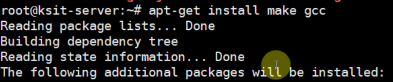 root@ksit-server:~# apt-get install make gcc
Reading package lists... Done
Building dependency tree
Reading state information... Done
The following additional packages will be installed: